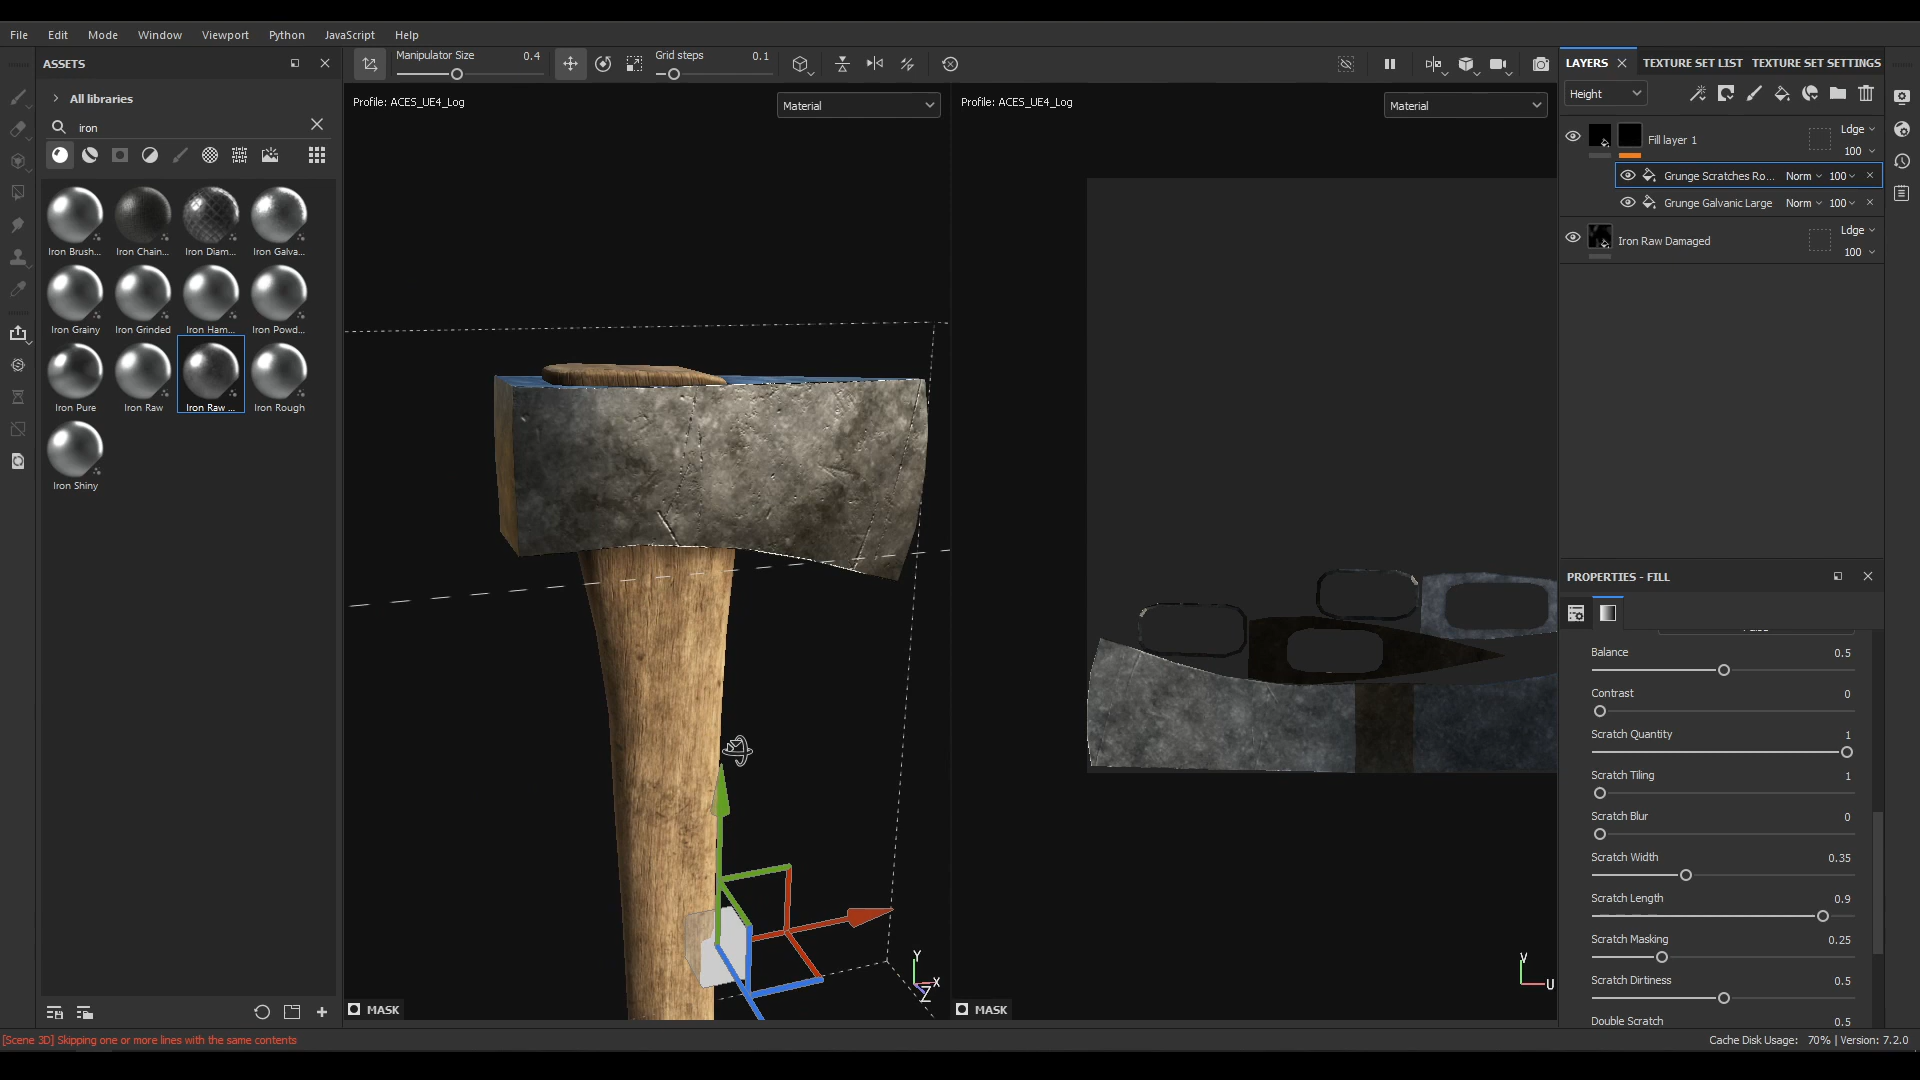 File Edit Mode Window Viewport Python JavaScript Help
ASSETS
All libraries
iron
Iron Brush... Iron Chain... Iron Diam... Iron Galva...
Iron Grainy Iron Grinded Iron Ham... Iron Powd...
Iron Pure Iron Raw Iron Raw ... Iron Rough
Iron Shiny
Manipulator Size 0.4
Grid steps 0.1
Profile: ACES_UE4_Log
Material
Y
X
Z
MASK
Profile: ACES_UE4_Log
Material
V
U
MASK
LAYERS TEXTURE SET LIST TEXTURE SET SETTINGS
Height
Fill layer 1 Ldge 100
Grunge Scratches Ro... Norm 100
Grunge Galvanic Large Norm 100
Iron Raw Damaged Ldge 100
PROPERTIES - FILL
Balance 0.5
Contrast 0
Scratch Quantity 1
Scratch Tiling 1
Scratch Blur 0
Scratch Width 0.35
Scratch Length 0.9
Scratch Masking 0.25
Scratch Dirtiness 0.5
Double Scratch 0.5
[Scene 3D] Skipping one or more lines with the same contents
Cache Disk Usage: 70% | Version: 7.2.0